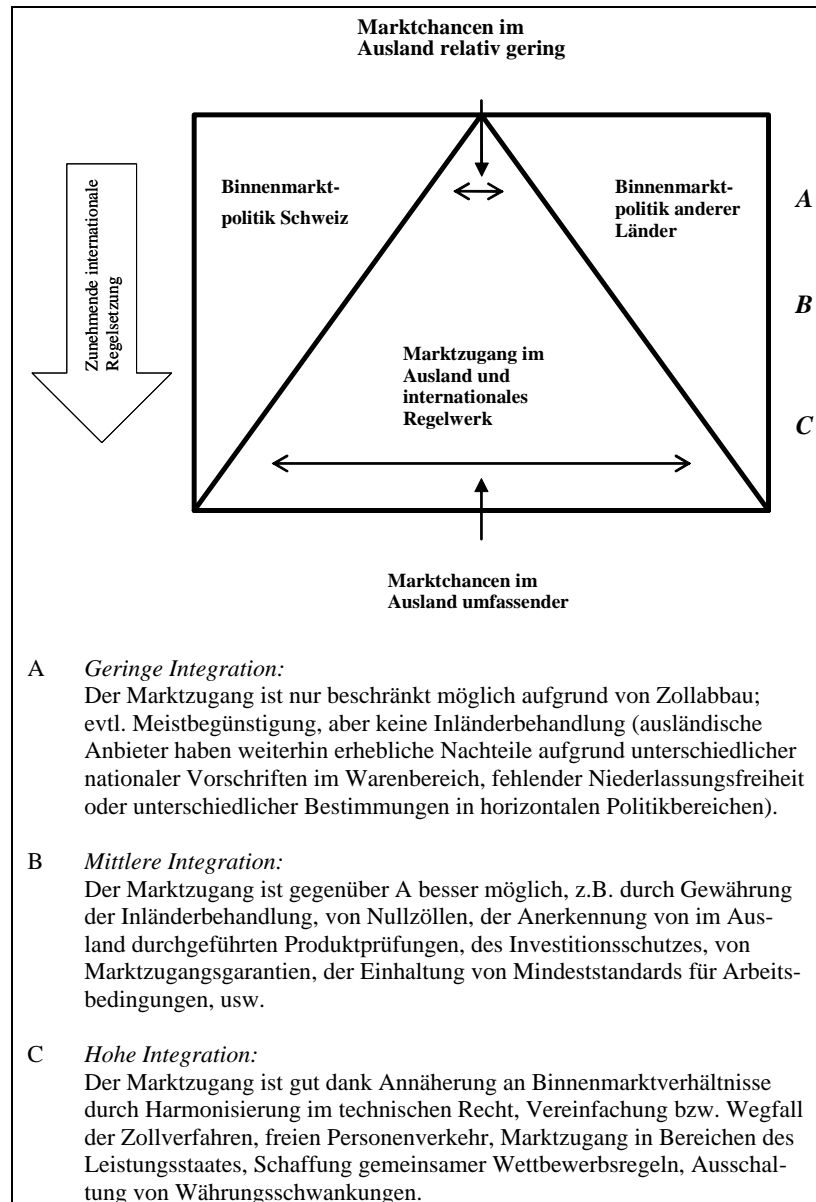 Marktchancen im
Ausland relativ gering
Zunehmende internationale
Regelsetzung
Binnenmarkt-
politik Schweiz
Binnenmarkt-
politik anderer
Länder
A
B
Marktzugang im
Ausland und
internationales
Regelwerk
C
Marktchancen im
Ausland umfassender
A Geringe Integration:
Der Marktzugang ist nur beschränkt möglich aufgrund von Zollabbau;
evtl. Meistbegünstigung, aber keine Inländerbehandlung (ausländische
Anbieter haben weiterhin erhebliche Nachteile aufgrund unterschiedlicher
nationaler Vorschriften im Warenbereich, fehlender Niederlassungsfreiheit
oder unterschiedlicher Bestimmungen in horizontalen Politikbereichen).
B Mittlere Integration:
Der Marktzugang ist gegenüber A besser möglich, z.B. durch Gewährung
der Inländerbehandlung, von Nullzöllen, der Anerkennung von im Aus-
land durchgeführten Produktprüfungen, des Investitionsschutzes, von
Marktzugangsgarantien, der Einhaltung von Mindeststandards für Arbeits-
bedingungen, usw.
C Hohe Integration:
Der Marktzugang ist gut dank Annäherung an Binnenmarktverhältnisse
durch Harmonisierung im technischen Recht, Vereinfachung bzw. Wegfall
der Zollverfahren, freien Personenverkehr, Marktzugang in Bereichen des
Leistungsstaates, Schaffung gemeinsamer Wettbewerbsregeln, Ausschal-
tung von Währungsschwankungen.